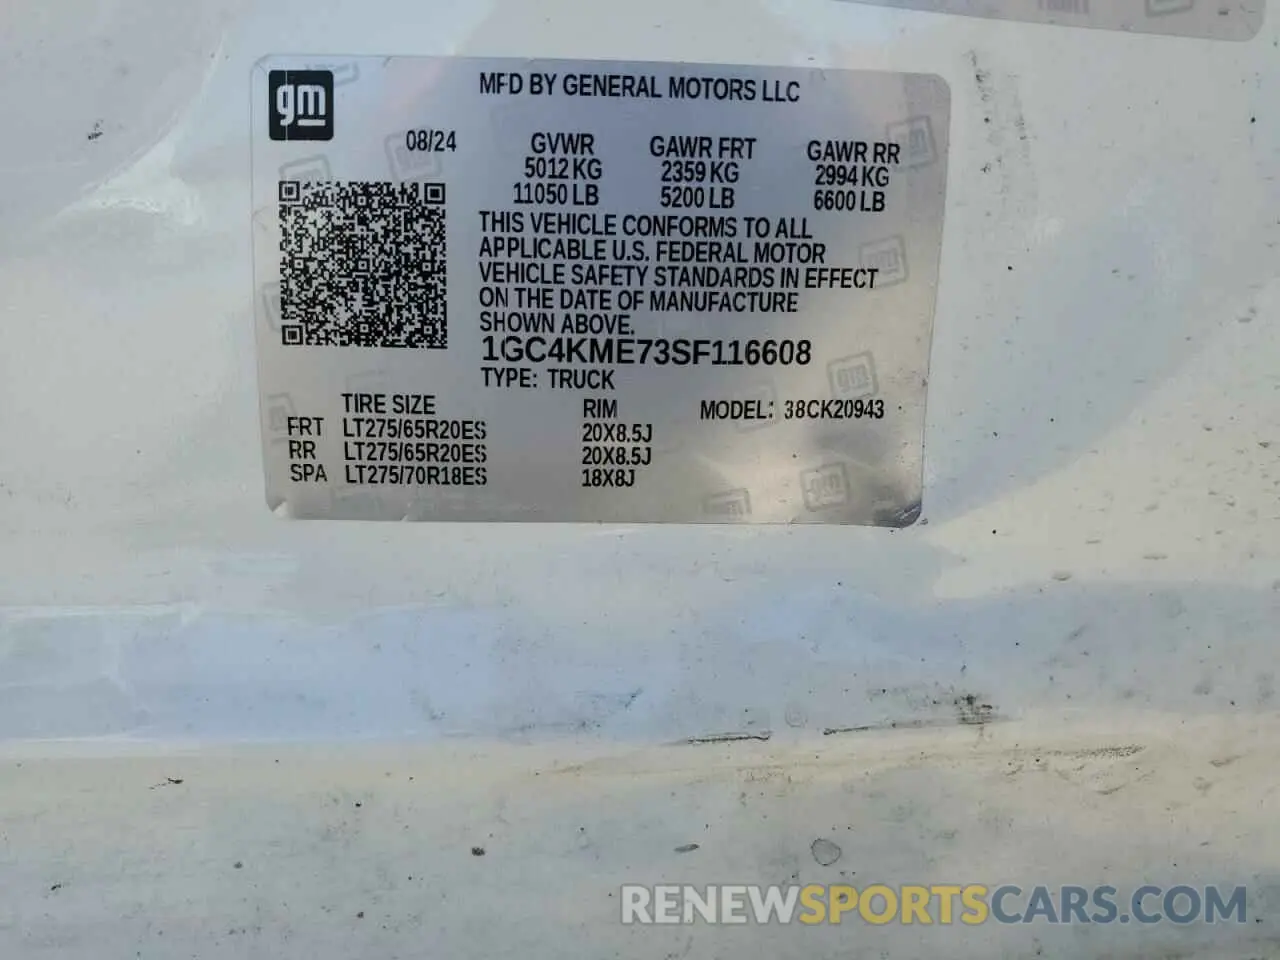 gm
MFD BY GENERAL MOTORS LLC
08/24
GVWR GAWR FRT GAWR RR
5012 KG 2359 KG 2994 KG
11050 LB 5200 LB 6600 LB
THIS VEHICLE CONFORMS TO ALL
APPLICABLE U.S. FEDERAL MOTOR
VEHICLE SAFETY STANDARDS IN EFFECT
ON THE DATE OF MANUFACTURE
SHOWN ABOVE.
1GC4KME73SF116608
TYPE: TRUCK
TIRE SIZE RIM MODEL: 38CK20943
FRT LT275/65R20ES 20X8.5J
RR LT275/65R20ES 20X8.5J
SPA LT275/70R18ES 18X8J
RENEWSPORTSCARS.COM